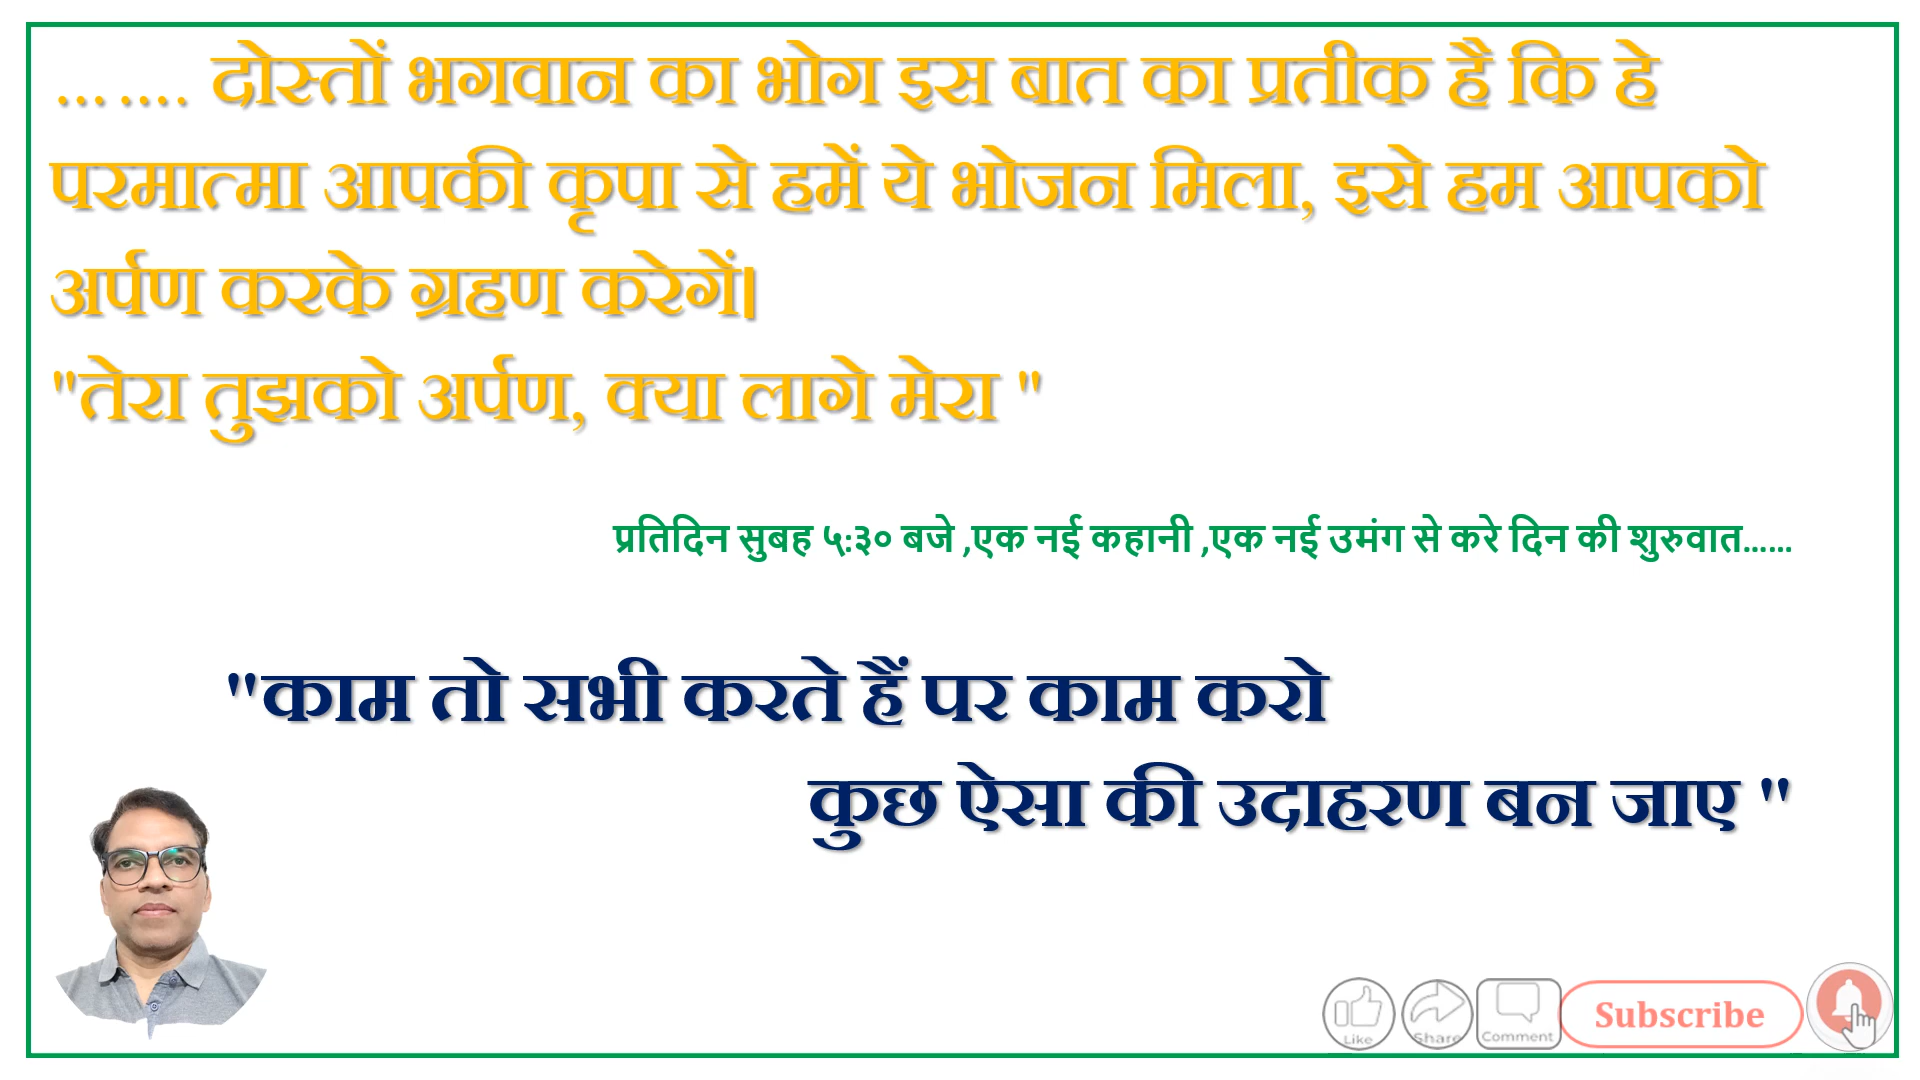 ……. दोस्तों भगवान का भोग इस बात का प्रतीक है कि हे
परमात्मा आपकी कृपा से हमें ये भोजन मिला, इसे हम आपको
अर्पण करके ग्रहण करेगें।
"तेरा तुझको अर्पण, क्या लागे मेरा "
प्रतिदिन सुबह ५:३० बजे ,एक नई कहानी ,एक नई उमंग से करे दिन की शुरुवात......
"काम तो सभी करते हैं पर काम करो
कुछ ऐसा की उदाहरण बन जाए "
Like
Share
Comment
Subscribe